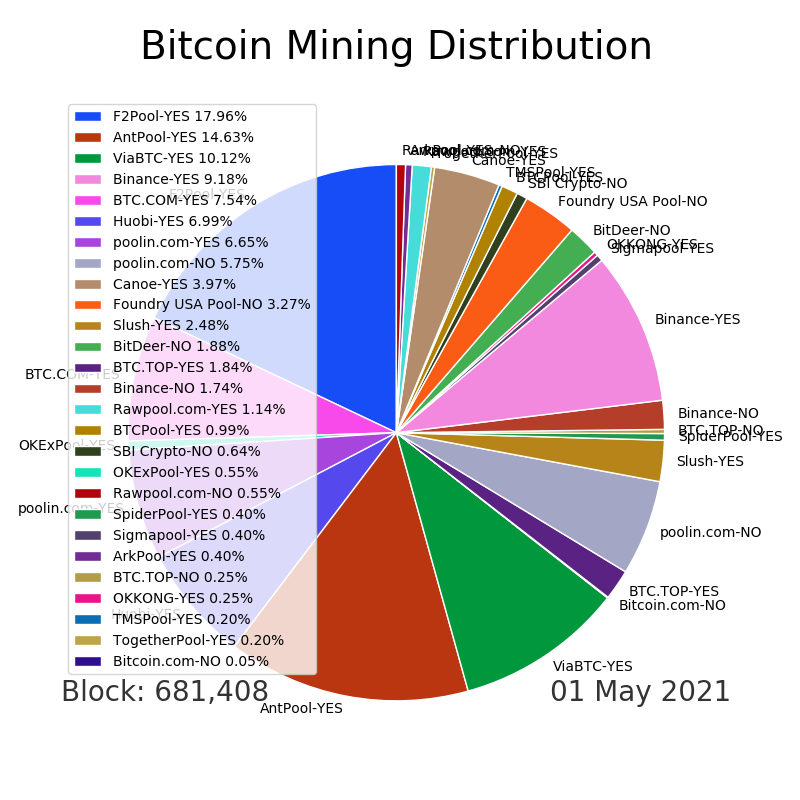 Bitcoin Mining Distribution
F2Pool-YES 17.96%
AntPool-YES 14.63%
ViaBTC-YES 10.12%
Binance-YES 9.18%
BTC.COM-YES 7.54%
Huobi-YES 6.99%
poolin.com-YES 6.65%
poolin.com-NO 5.75%
Canoe-YES 3.97%
Foundry USA Pool-NO 3.27%
Slush-YES 2.48%
BitDeer-NO 1.88%
BTC.TOP-YES 1.84%
Binance-NO 1.74%
Rawpool.com-YES 1.14%
BTCPool-YES 0.99%
SBI Crypto-NO 0.64%
OKExPool-YES 0.55%
Rawpool.com-NO 0.55%
SpiderPool-YES 0.40%
Sigmapool-YES 0.40%
ArkPool-YES 0.40%
BTC.TOP-NO 0.25%
OKKONG-YES 0.25%
TMSPool-YES 0.20%
TogetherPool-YES 0.20%
Bitcoin.com-NO 0.05%
F2Pool-YES
BTC.COM-YES
OKExPool-YES
poolin.com-YES
Huobi-YES
AntPool-YES
ViaBTC-YES
Bitcoin.com-NO
BTC.TOP-YES
poolin.com-NO
Slush-YES
SpiderPool-YES
BTC.TOP-NO
Binance-NO
Binance-YES
Sigmapool-YES
OKKONG-YES
BitDeer-NO
Foundry USA Pool-NO
SBI Crypto-NO
BTCPool-YES
TMSPool-YES
Canoe-YES
Block: 681,408
01 May 2021